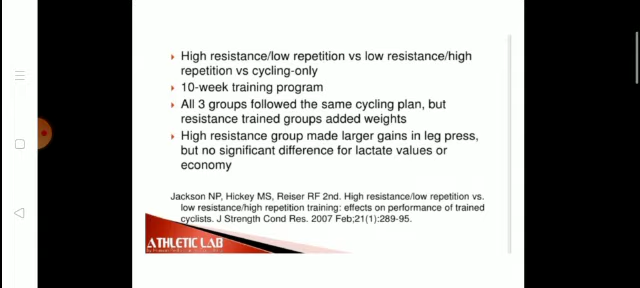 High resistance/low repetition vs low resistance/high
repetition vs cycling-only
10-week training program
All 3 groups followed the same cycling plan, but
resistance trained groups added weights
High resistance group made larger gains in leg press,
but no significant difference for lactate values or
economy
Jackson NP, Hickey MS, Reiser RF 2nd. High resistance/low repetition vs.
low resistance/high repetition training: effects on performance of trained
cyclists. J Strength Cond Res. 2007 Feb;21(1):289-95.
ATHLETIC LAB